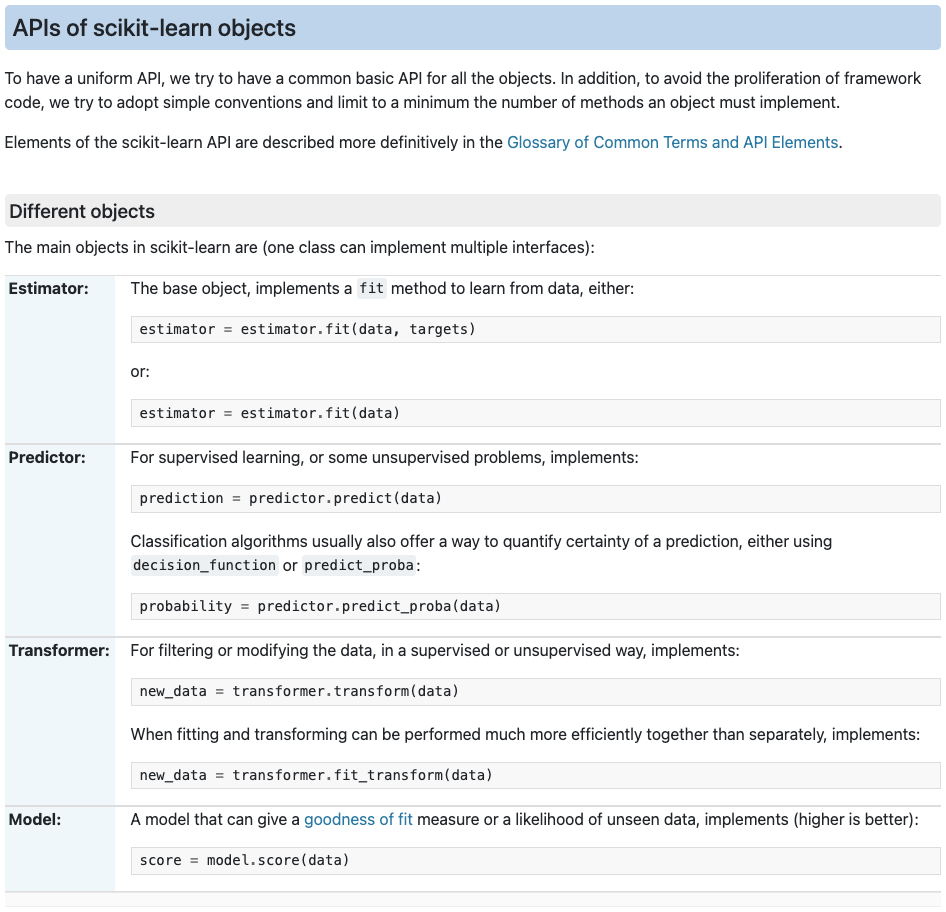 APIs of scikit-learn objects
To have a uniform API, we try to have a common basic API for all the objects. In addition, to avoid the proliferation of framework
code, we try to adopt simple conventions and limit to a minimum the number of methods an object must implement.
Elements of the scikit-learn API are described more definitively in the Glossary of Common Terms and API Elements.
Different objects
The main objects in scikit-learn are (one class can implement multiple interfaces):
Estimator: The base object, implements a fit method to learn from data, either:
estimator = estimator.fit(data, targets)
or:
estimator = estimator.fit(data)
Predictor: For supervised learning, or some unsupervised problems, implements:
prediction = predictor.predict(data)
Classification algorithms usually also offer a way to quantify certainty of a prediction, either using
decision_function or predict_proba:
probability = predictor.predict_proba(data)
Transformer: For filtering or modifying the data, in a supervised or unsupervised way, implements:
new_data = transformer.transform(data)
When fitting and transforming can be performed much more efficiently together than separately, implements:
new_data = transformer.fit_transform(data)
Model: A model that can give a goodness of fit measure or a likelihood of unseen data, implements (higher is better):
score = model.score(data)